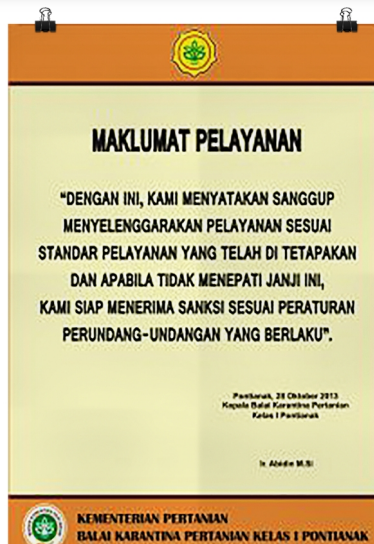 MAKLUMAT PELAYANAN
"DENGAN INI, KAMI MENYATAKAN SANGGUP
MENYELENGGARAKAN PELAYANAN SESUAI
STANDAR PELAYANAN YANG TELAH DI TETAPAKAN
DAN APABILA TIDAK MENEPATI JANJI INI,
KAMI SIAP MENERIMA SANKSI SESUAI PERATURAN
PERUNDANG-UNDANGAN YANG BERLAKU".
Pontianak, 28 Oktober 2013
Kepala Balai Karantina Pertanian
Kelas I Pontianak
Ir. Abidin M.Si
KEMENTERIAN PERTANIAN
BALAI KARANTINA PERTANIAN KELAS I PONTIANAK